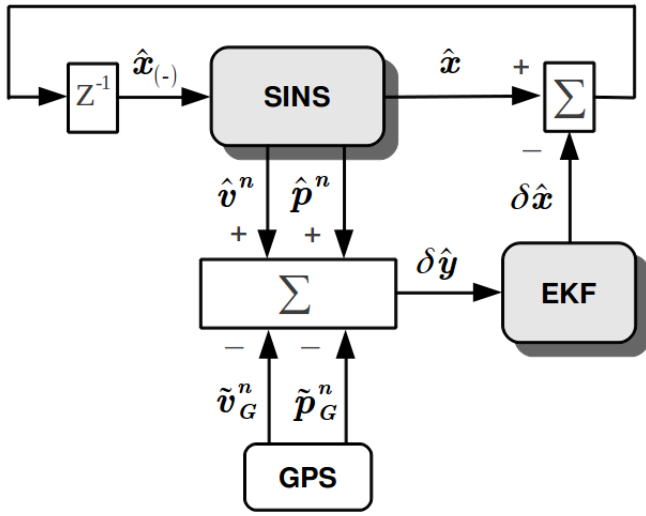 Z⁻¹
x̂₍₋₎
SINS
x̂
+
Σ
−
v̂ⁿ
p̂ⁿ
δx̂
+
+
Σ
δŷ
EKF
−
−
ṽⁿ_G
p̃ⁿ_G
GPS